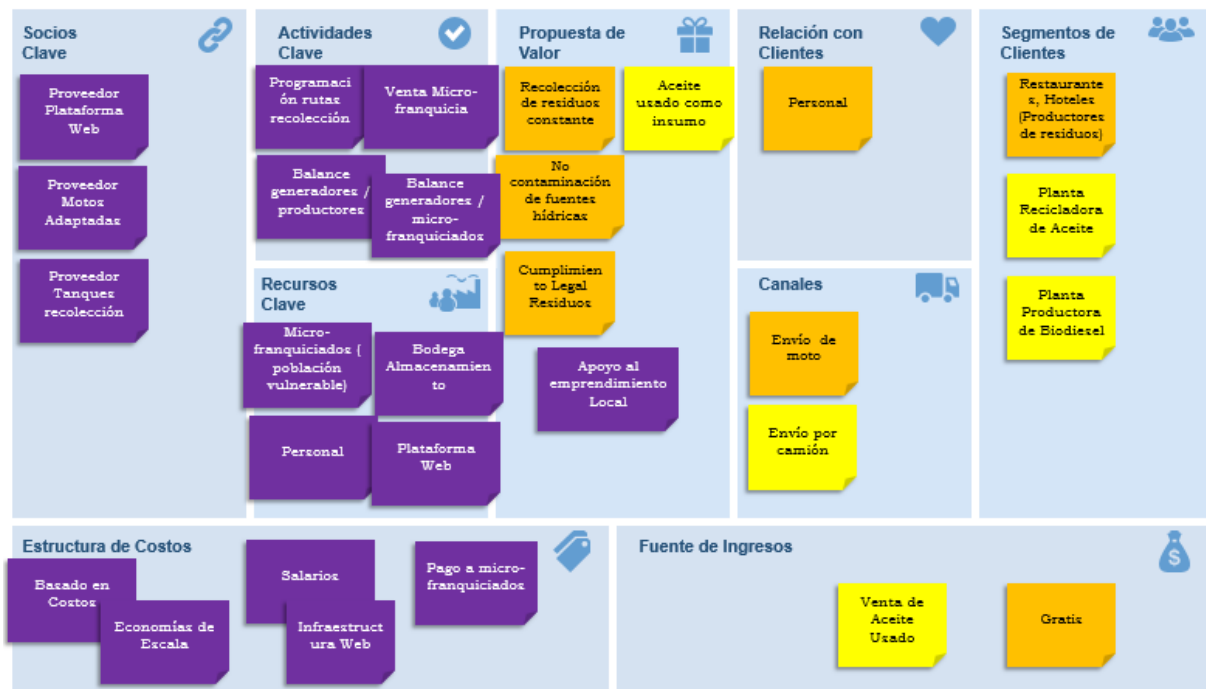 Socios
Clave
Proveedor
Plataforma
Web
Proveedor
Motos
Adaptadas
Proveedor
Tanques
recolección
Actividades
Clave
Programaci
ón rutas
recolección
Venta Micro-
franquicia
Balance
generadores /
productores
Balance
generadores /
micro-
franquiciados
Recursos
Clave
Micro-
franquiciados (
población
vulnerable)
Bodega
Almacenamien
to
Personal
Plataforma
Web
Propuesta de
Valor
Recolección
de residuos
constante
Aceite
usado como
insumo
No
contaminación
de fuentes
hídricas
Cumplimien
to Legal
Residuos
Apoyo al
emprendimiento
Local
Relación con
Clientes
Personal
Canales
Envío de
moto
Envío por
camión
Segmentos de
Clientes
Restaurante
s, Hoteles
(Productores
de residuos)
Planta
Recicladora
de Aceite
Planta
Productora
de Biodiesel
Estructura de Costos
Basado en
Costos
Economías de
Escala
Salarios
Infraestruct
ura Web
Pago a micro-
franquiciados
Fuente de Ingresos
Venta de
Aceite
Usado
Gratis
$